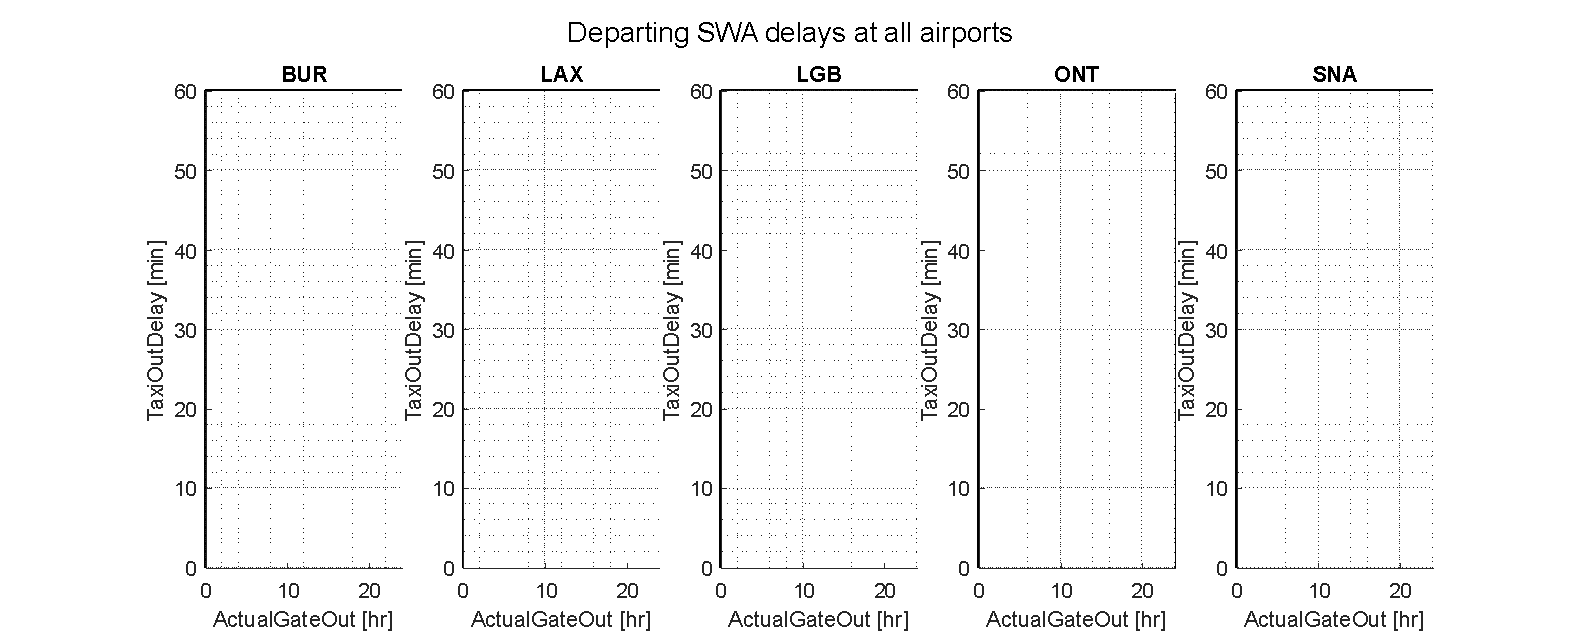 Departing SWA delays at all airports
BUR
LAX
LGB
ONT
SNA
60
50
40
30
20
10
0
TaxiOutDelay [min]
0 10 20
ActualGateOut [hr]
60
50
40
30
20
10
0
TaxiOutDelay [min]
0 10 20
ActualGateOut [hr]
60
50
40
30
20
10
0
TaxiOutDelay [min]
0 10 20
ActualGateOut [hr]
60
50
40
30
20
10
0
TaxiOutDelay [min]
0 10 20
ActualGateOut [hr]
60
50
40
30
20
10
0
TaxiOutDelay [min]
0 10 20
ActualGateOut [hr]